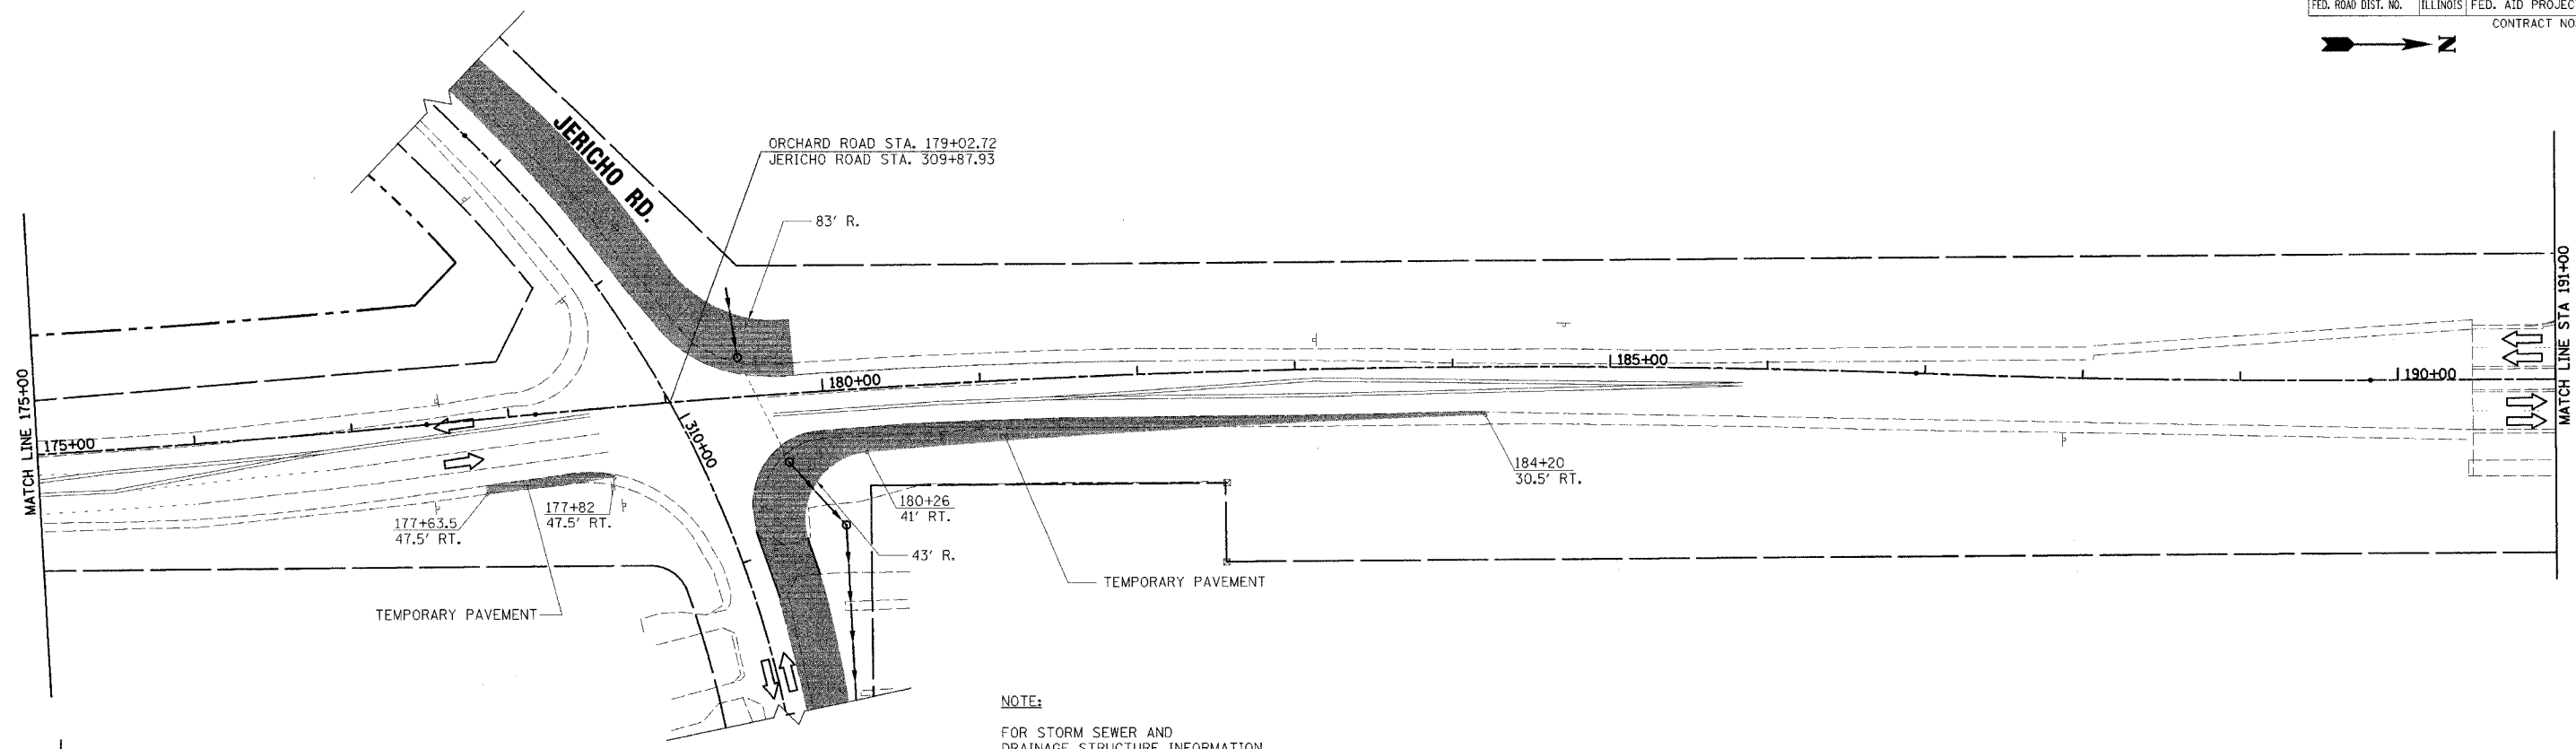 FED. ROAD DIST. NO. ILLINOIS FED. AID PROJEC
CONTRACT NO.
N
JERICHO RD.
ORCHARD ROAD STA. 179+02.72
JERICHO ROAD STA. 309+87.93
83' R.
MATCH LINE 175+00
175+00
180+00
185+00
190+00
MATCH LINE STA 191+00
310+00
177+63.5
47.5' RT.
177+82
47.5' RT.
180+26
41' RT.
184+20
30.5' RT.
43' R.
TEMPORARY PAVEMENT
TEMPORARY PAVEMENT
NOTE:
FOR STORM SEWER AND
DRAINAGE STRUCTURE INFORMATION